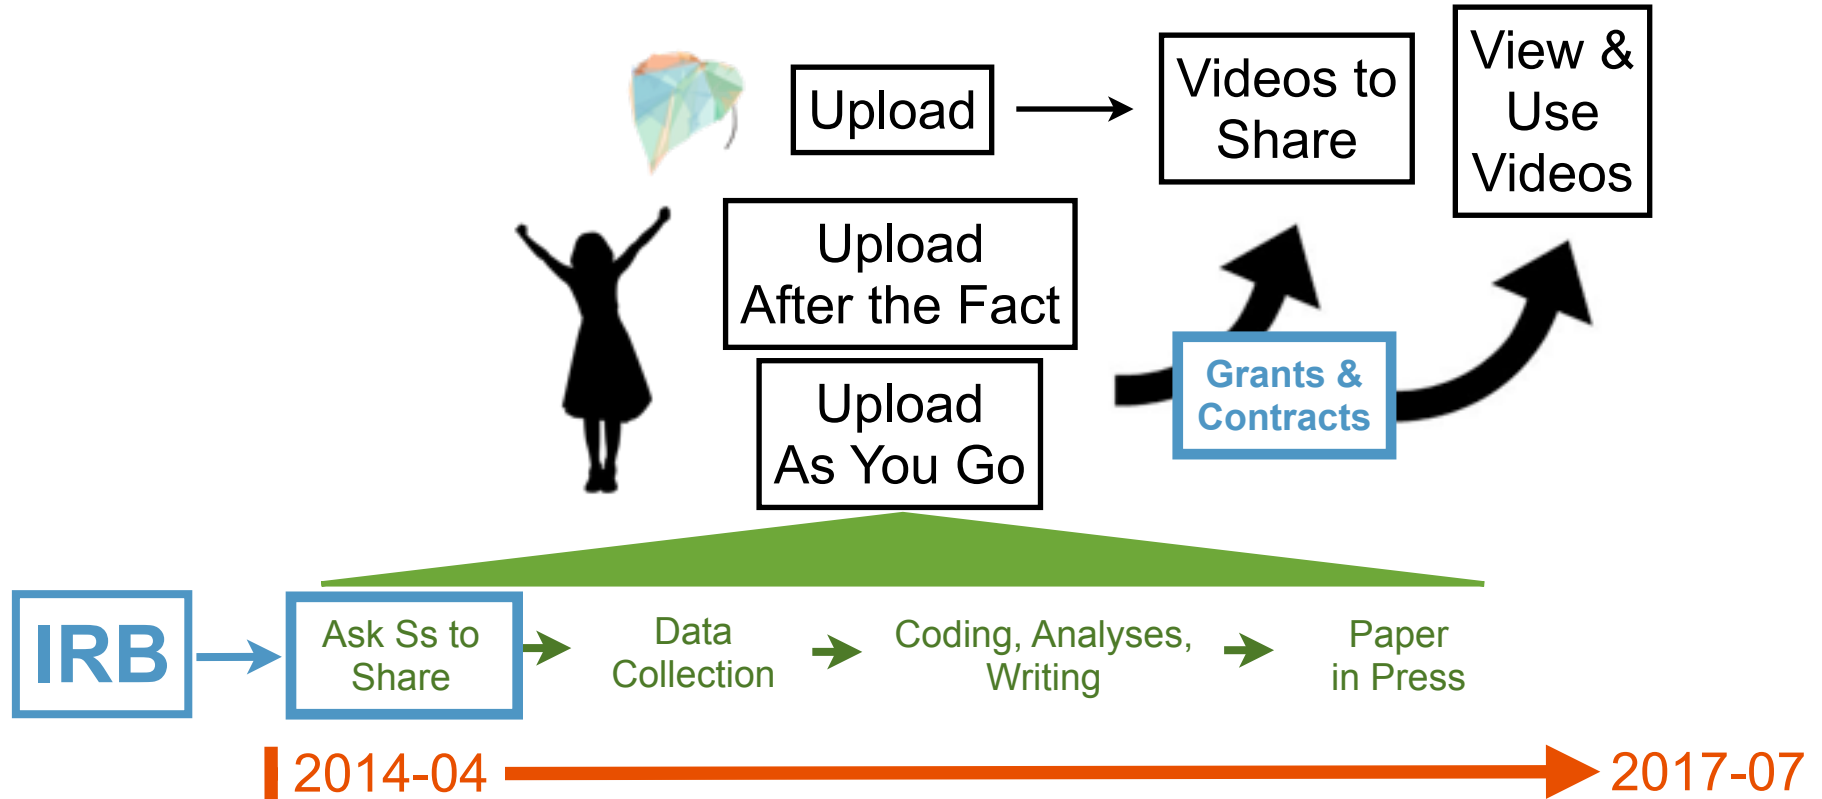 Upload
Videos to
Share
View &
Use
Videos
Upload
After the Fact
Upload
As You Go
Grants &
Contracts
IRB
Ask Ss to
Share
Data
Collection
Coding, Analyses,
Writing
Paper
in Press
2014-04
2017-07